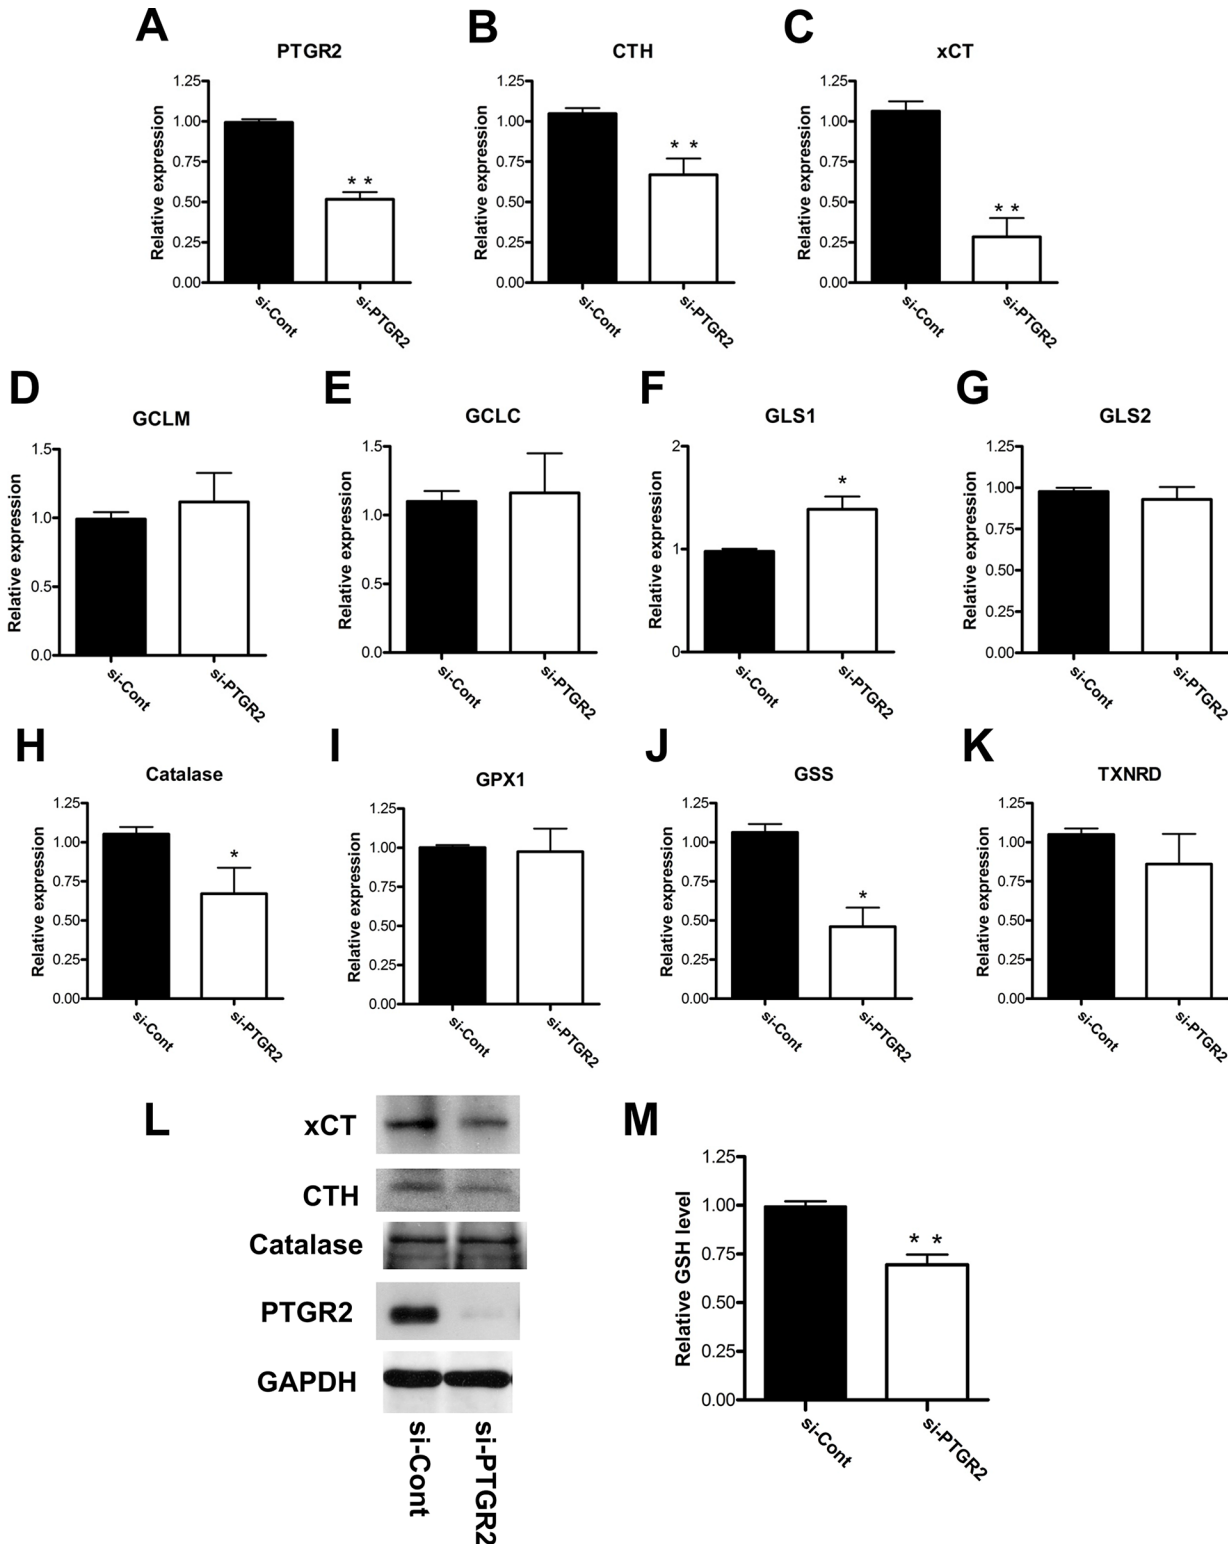 A
PTGR2
Relative expression
1.25
1.00
0.75
0.50
0.25
0.00
* *
si-Cont
si-PTGR2
B
CTH
Relative expression
1.25
1.00
0.75
0.50
0.25
0.00
* *
si-Cont
si-PTGR2
C
xCT
Relative expression
1.25
1.00
0.75
0.50
0.25
0.00
* *
si-Cont
si-PTGR2
D
GCLM
Relative expression
1.5
1.0
0.5
0.0
si-Cont
si-PTGR2
E
GCLC
Relative expression
1.5
1.0
0.5
0.0
si-Cont
si-PTGR2
F
GLS1
Relative expression
2
1
0
*
si-Cont
si-PTGR2
G
GLS2
Relative expression
1.25
1.00
0.75
0.50
0.25
0.00
si-Cont
si-PTGR2
H
Catalase
Relative expression
1.25
1.00
0.75
0.50
0.25
0.00
*
si-Cont
si-PTGR2
I
GPX1
Relative expression
1.25
1.00
0.75
0.50
0.25
0.00
si-Cont
si-PTGR2
J
GSS
Relative expression
1.25
1.00
0.75
0.50
0.25
0.00
*
si-Cont
si-PTGR2
K
TXNRD
Relative expression
1.25
1.00
0.75
0.50
0.25
0.00
si-Cont
si-PTGR2
L
xCT
CTH
Catalase
PTGR2
GAPDH
si-Cont
si-PTGR2
M
Relative GSH level
1.25
1.00
0.75
0.50
0.25
0.00
* *
si-Cont
si-PTGR2